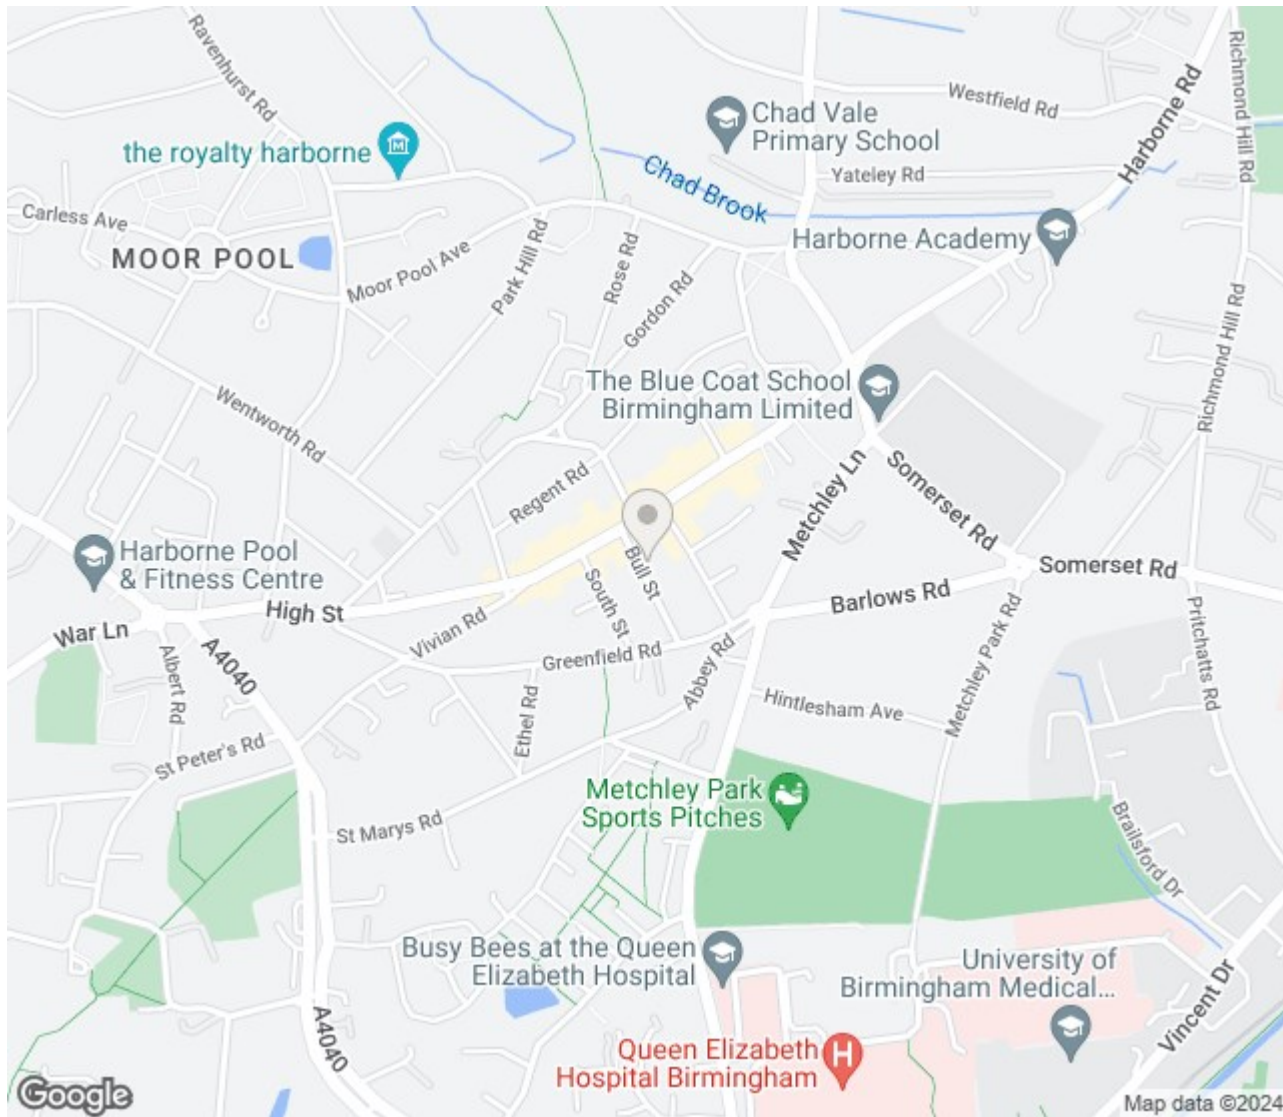 Ravenhurst Rd
Richmond Hill Rd
Harborne Rd
Westfield Rd
Chad Vale
Primary School
the royalty harborne
Yateley Rd
Chad Brook
Carless Ave
Harborne Academy
MOOR POOL
Moor Pool Ave
Park Hill Rd
Rose Rd
Gordon Rd
Richmond Hill Rd
The Blue Coat School
Birmingham Limited
Wentworth Rd
Regent Rd
Metchley Ln
Somerset Rd
Harborne Pool
& Fitness Centre
Bull St
South St
Somerset Rd
High St
Barlows Rd
Vivian Rd
War Ln
Greenfield Rd
Abbey Rd
Metchley Park Rd
Pritchatts Rd
Albert Rd
A4040
Ethel Rd
Hintlesham Ave
St Peter's Rd
Metchley Park
Sports Pitches
St Marys Rd
Brailsford Dr
Busy Bees at the Queen
Elizabeth Hospital
University of
Birmingham Medical...
Vincent Dr
A4040
Queen Elizabeth
Hospital Birmingham
H
Google
Map data ©2024